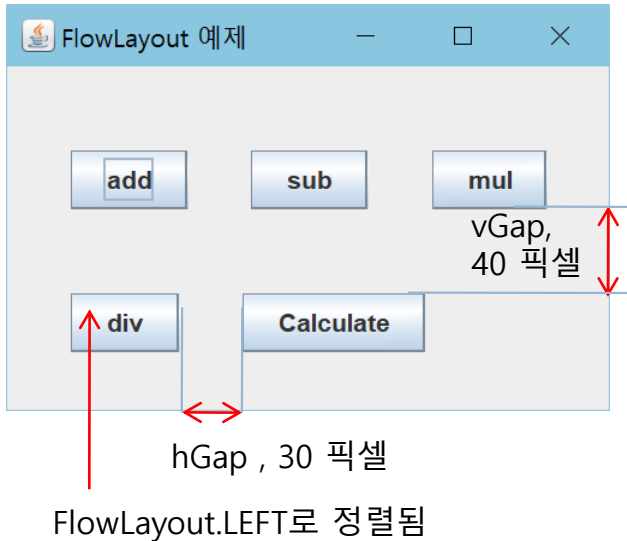 FlowLayout 예제
add sub mul
vGap,
40 픽셀
div Calculate
hGap , 30 픽셀
FlowLayout.LEFT로 정렬됨